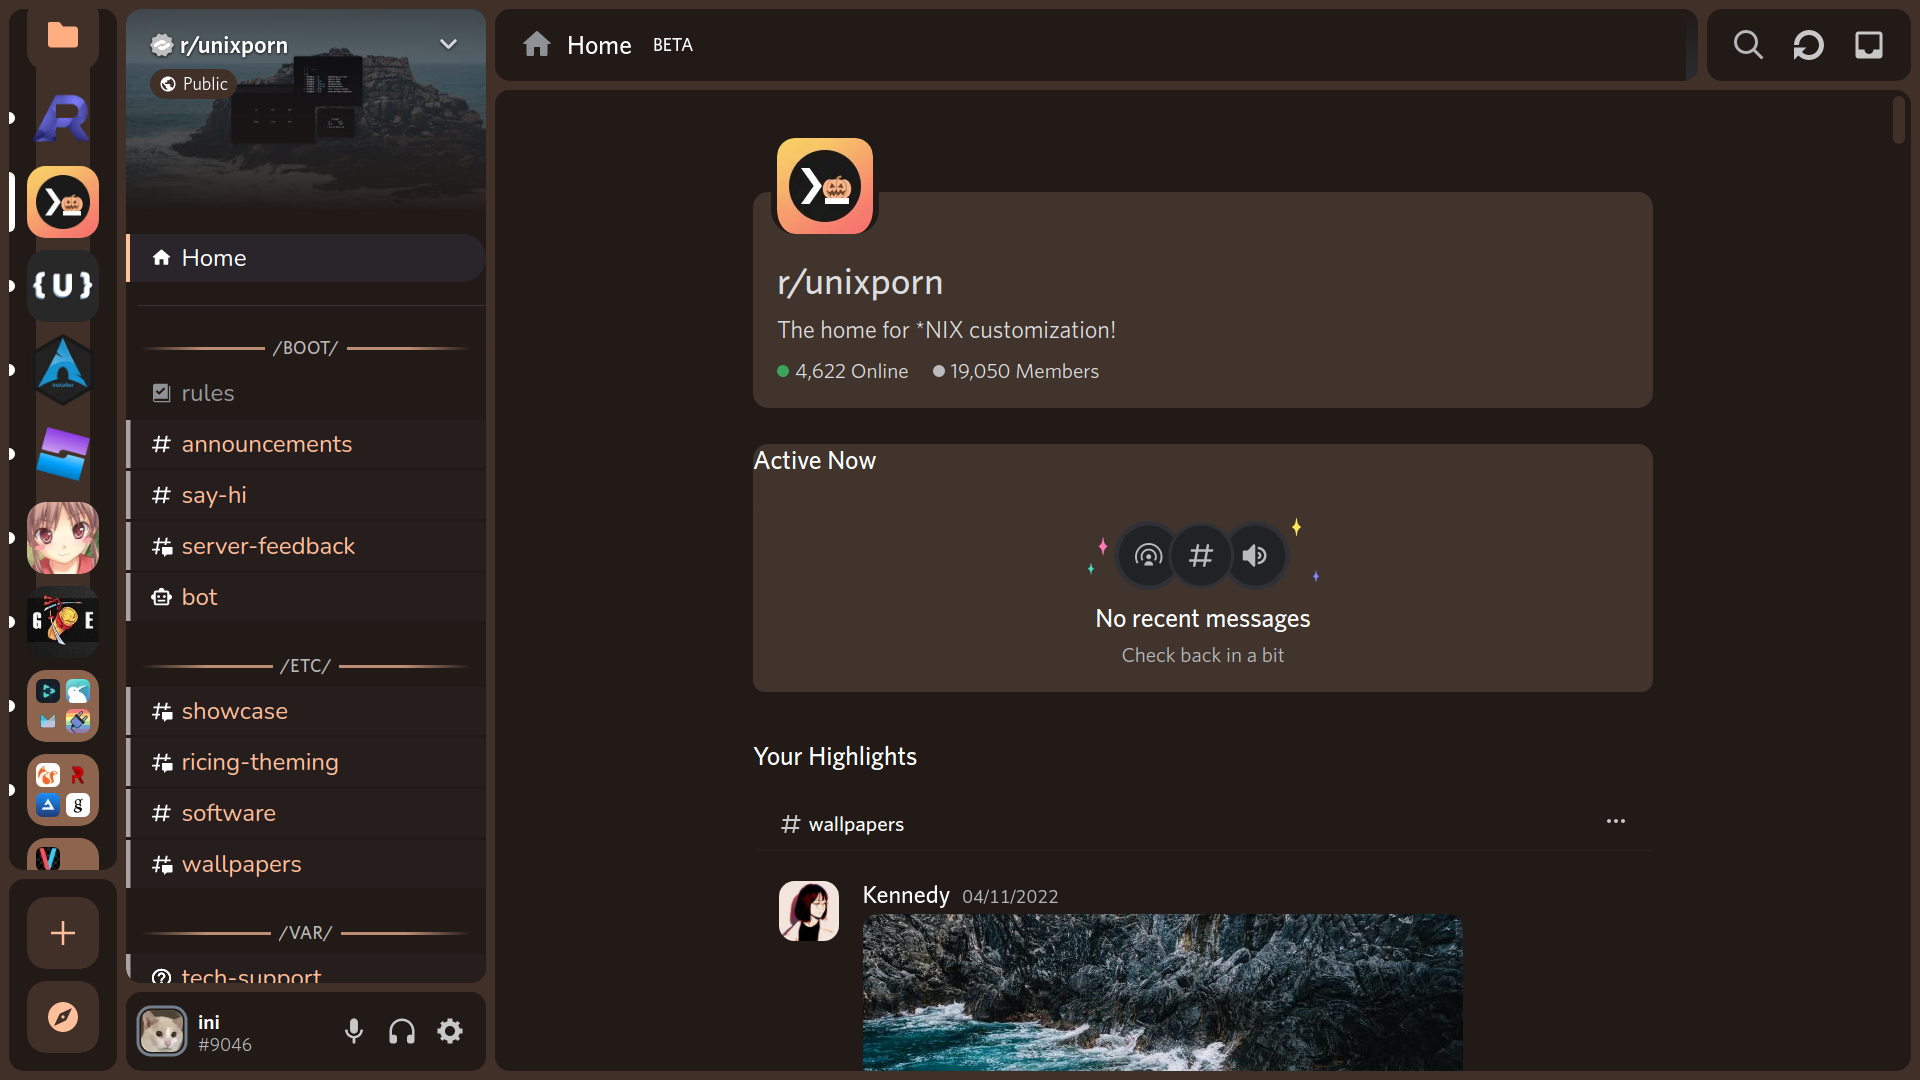 r/unixporn
Public
Home
/BOOT/
rules
announcements
say-hi
server-feedback
bot
/ETC/
showcase
ricing-theming
software
wallpapers
/VAR/
tech-support
ini
#9046
{U}
G E
g
Home BETA
r/unixporn
The home for *NIX customization!
4,622 Online 19,050 Members
Active Now
No recent messages
Check back in a bit
Your Highlights
wallpapers
Kennedy 04/11/2022